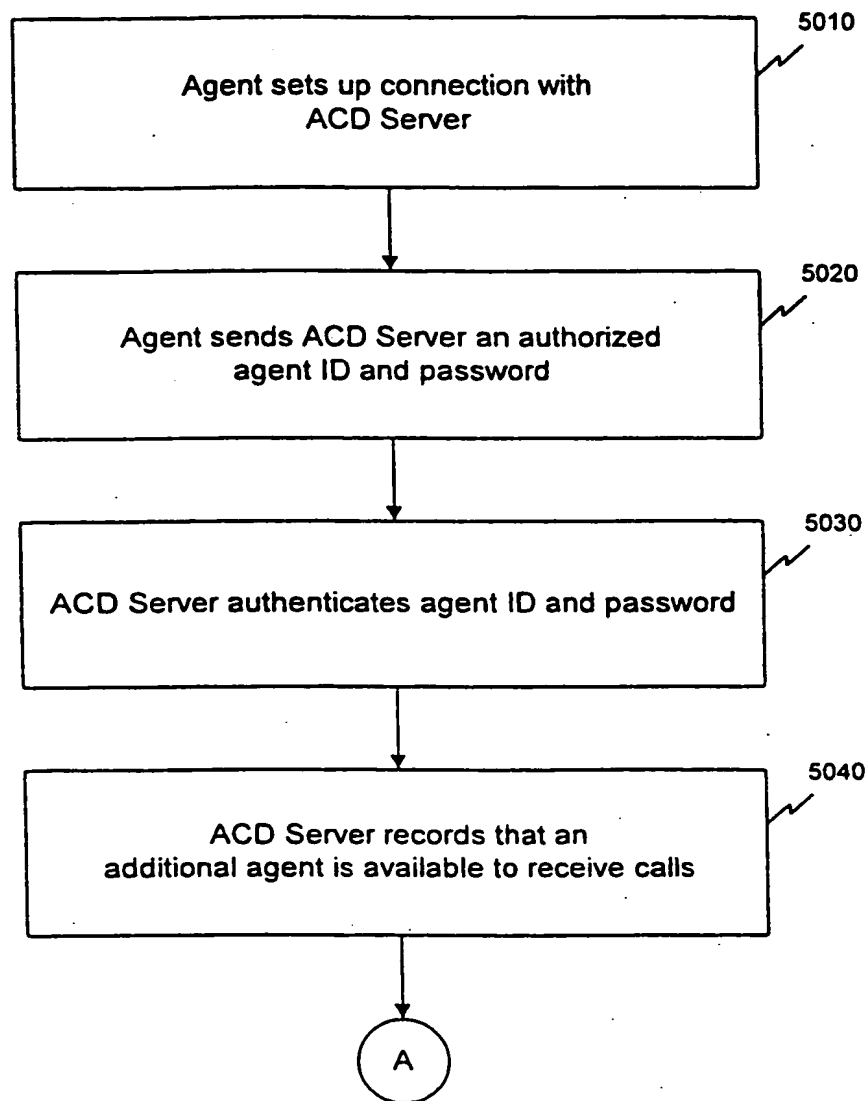 5010
Agent sets up connection with
ACD Server
5020
Agent sends ACD Server an authorized
agent ID and password
5030
ACD Server authenticates agent ID and password
5040
ACD Server records that an
additional agent is available to receive calls
A